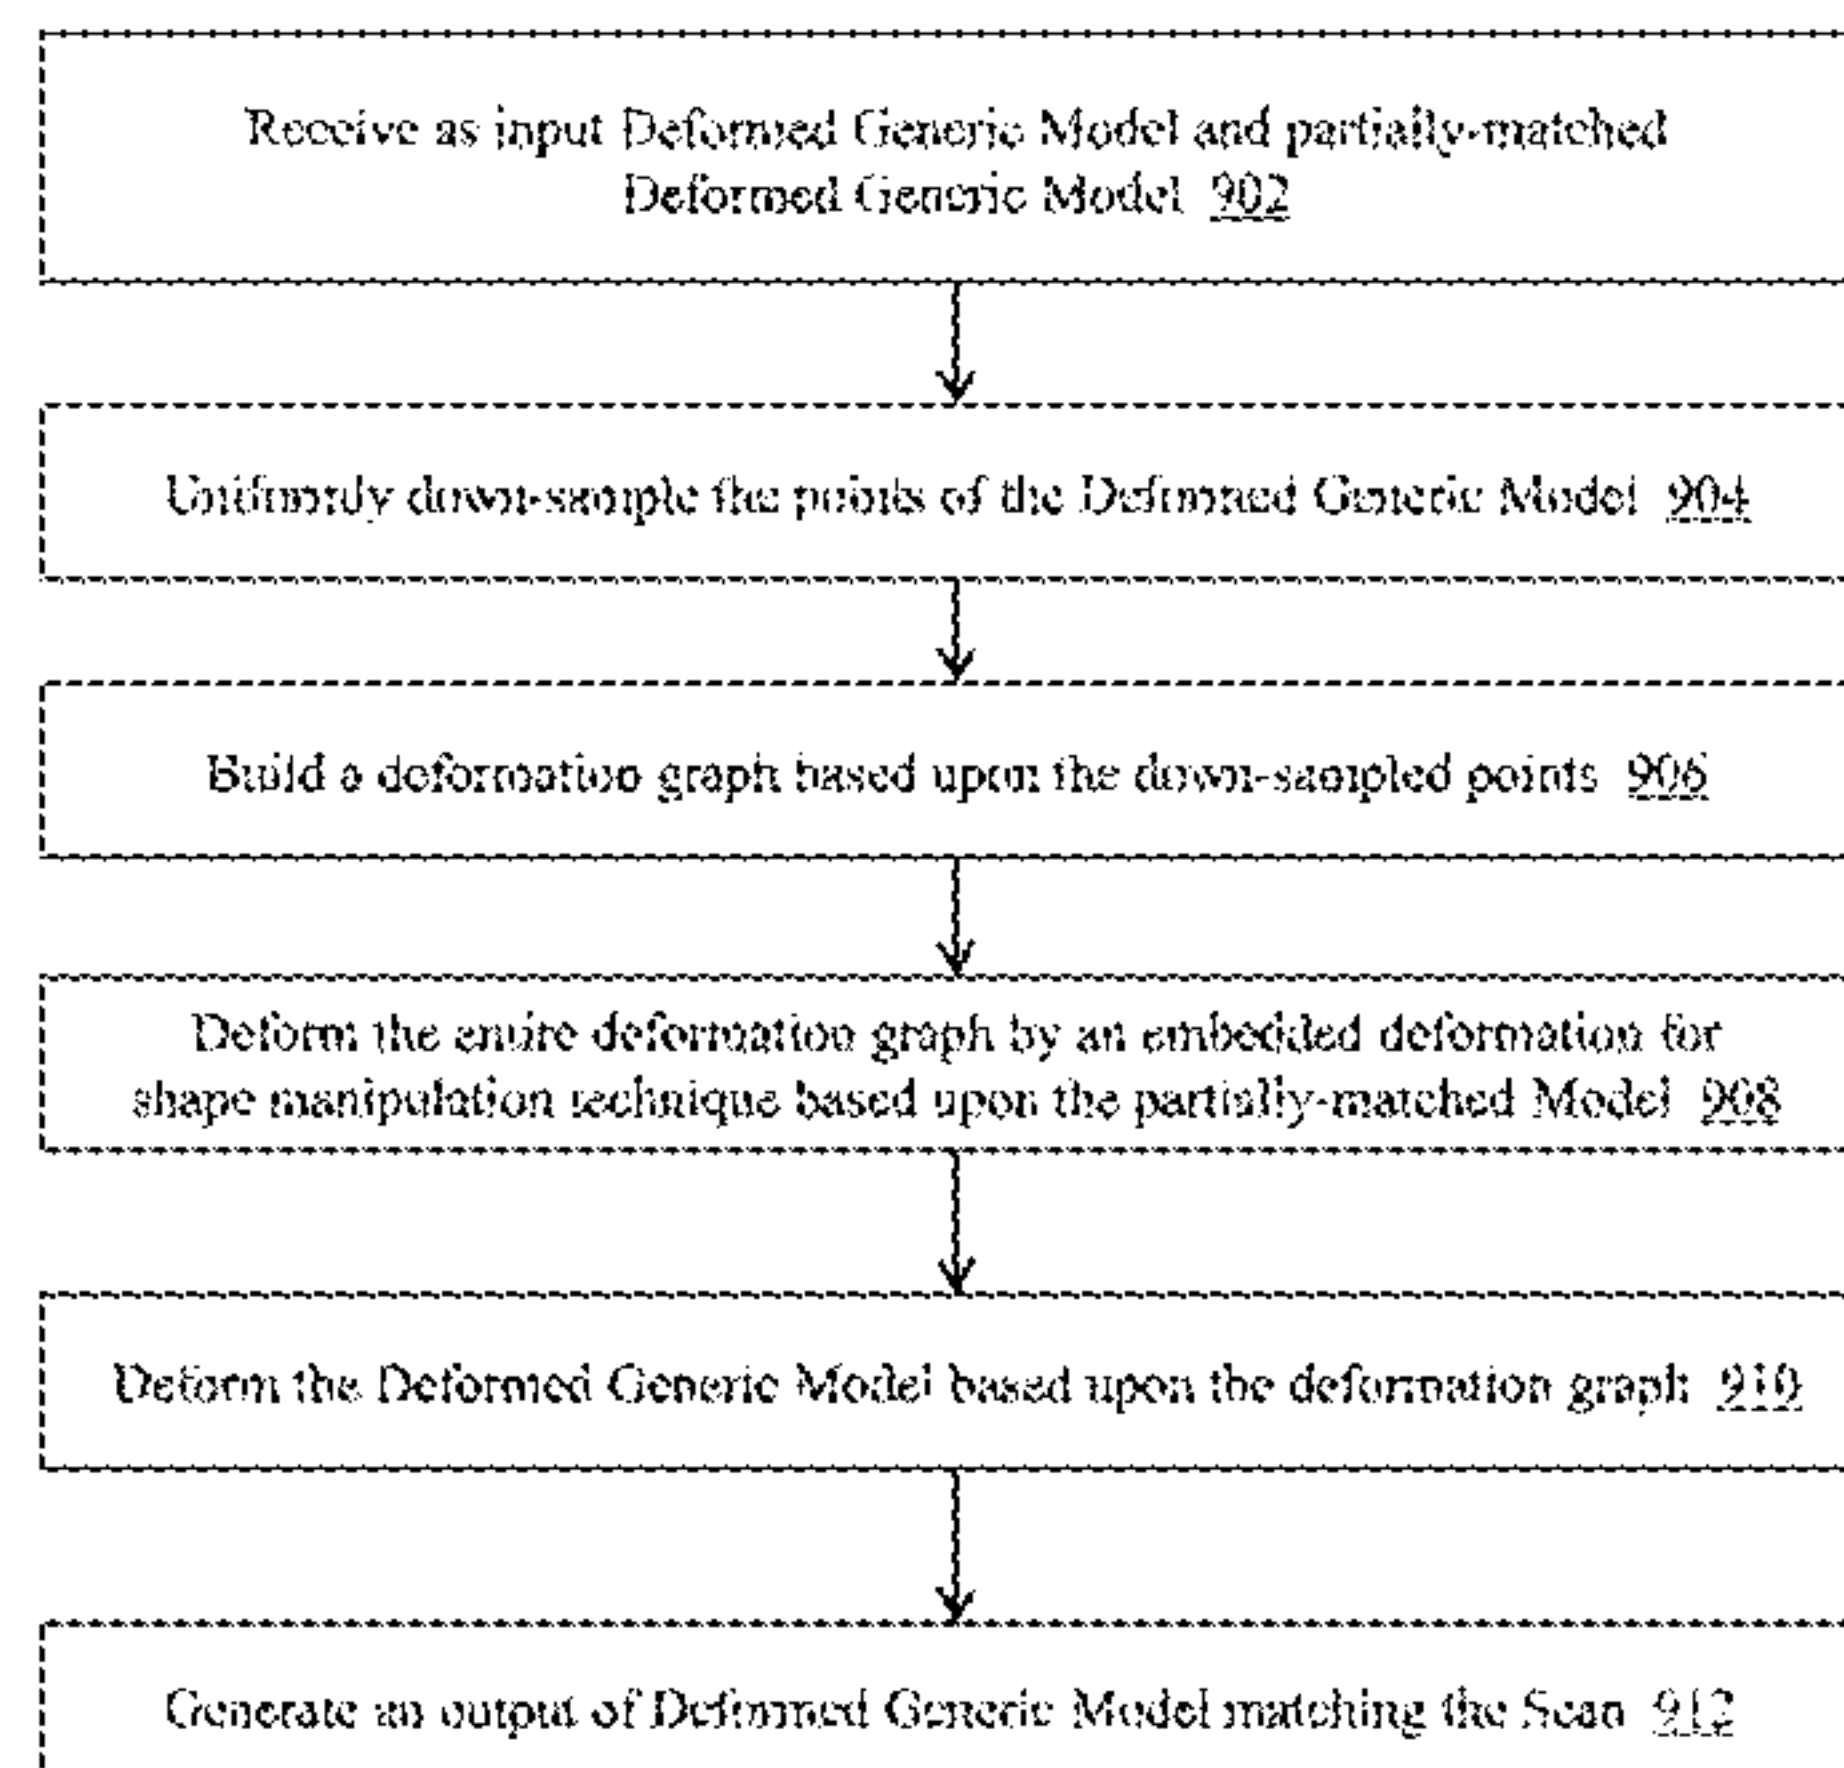 Receive as input Deformed Generic Model and partially-matched
Deformed Generic Model 902
Uniformly down-sample the points of the Deformed Generic Model 904
Build a deformation graph based upon the down-sampled points 906
Deform the entire deformation graph by an embedded deformation for
shape manipulation technique based upon the partially-matched Model 908
Deform the Deformed Generic Model based upon the deformation graph 910
Generate an output of Deformed Generic Model matching the Scan 912